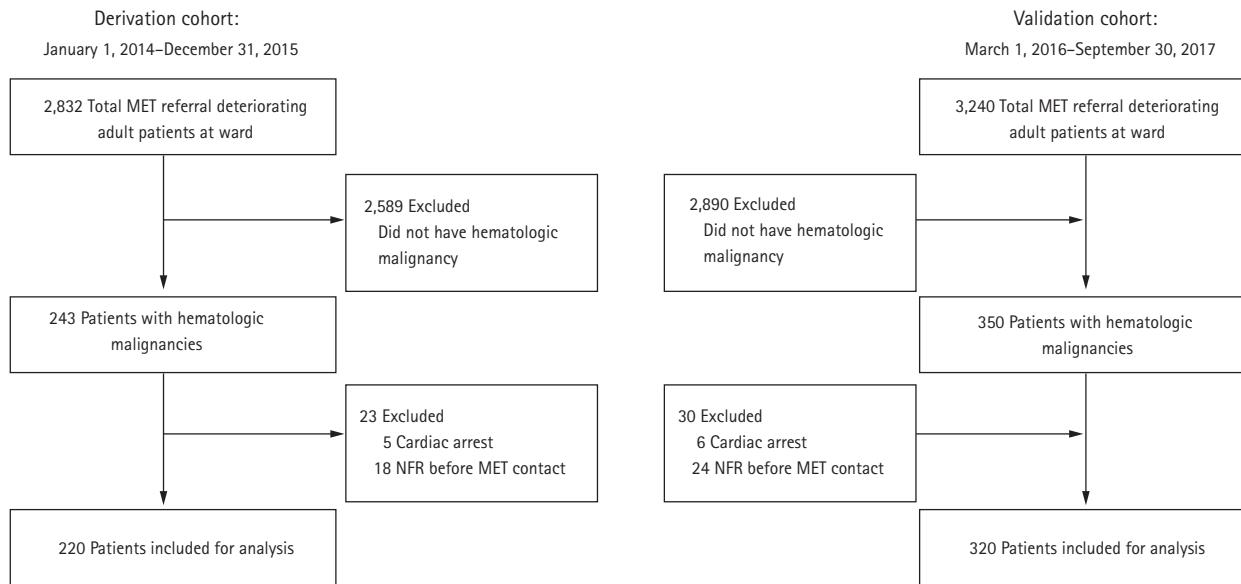 Derivation cohort:
January 1, 2014–December 31, 2015
2,832 Total MET referral deteriorating
adult patients at ward
2,589 Excluded
Did not have hematologic
malignancy
243 Patients with hematologic
malignancies
23 Excluded
5 Cardiac arrest
18 NFR before MET contact
220 Patients included for analysis
Validation cohort:
March 1, 2016–September 30, 2017
3,240 Total MET referral deteriorating
adult patients at ward
2,890 Excluded
Did not have hematologic
malignancy
350 Patients with hematologic
malignancies
30 Excluded
6 Cardiac arrest
24 NFR before MET contact
320 Patients included for analysis